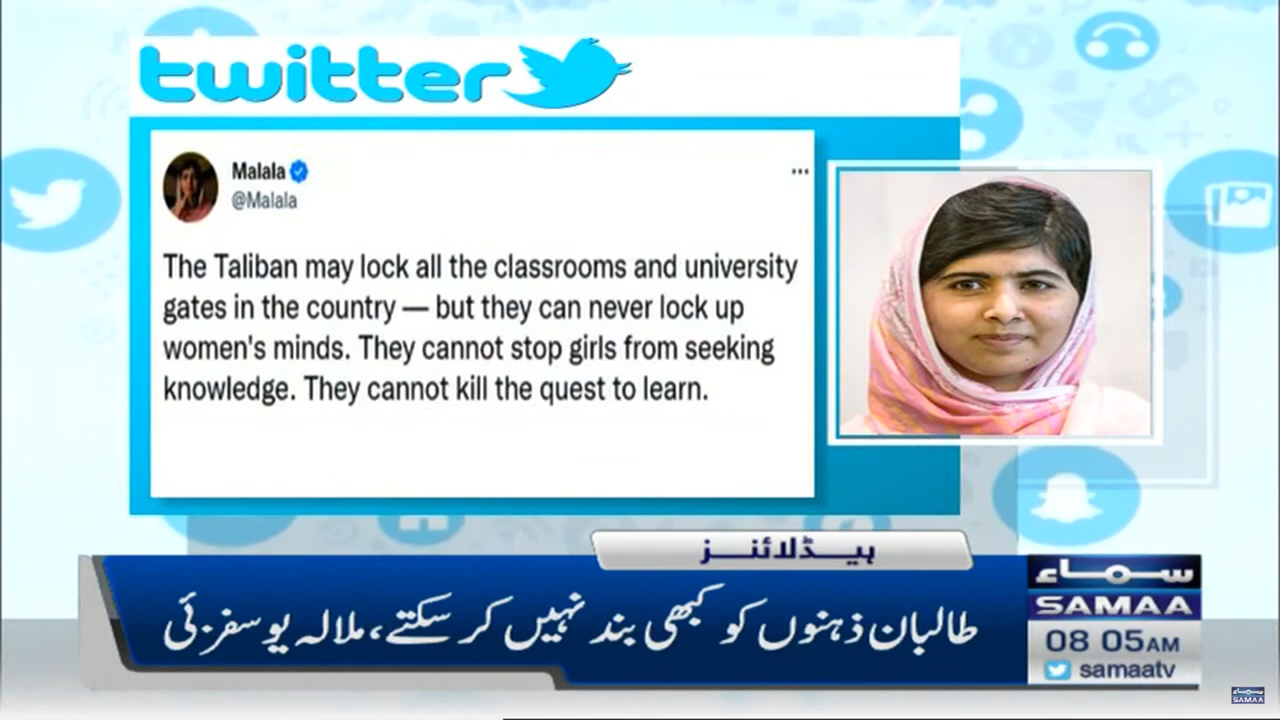 twitter
Malala
@Malala
The Taliban may lock all the classrooms and university
gates in the country — but they can never lock up
women's minds. They cannot stop girls from seeking
knowledge. They cannot kill the quest to learn.
ہیڈلائنز
طالبان ذہنوں کو کبھی بند نہیں کر سکتے، ملالہ یوسفزئی
سماء
SAMAA
08 05AM
samaatv
سماء
SAMAA